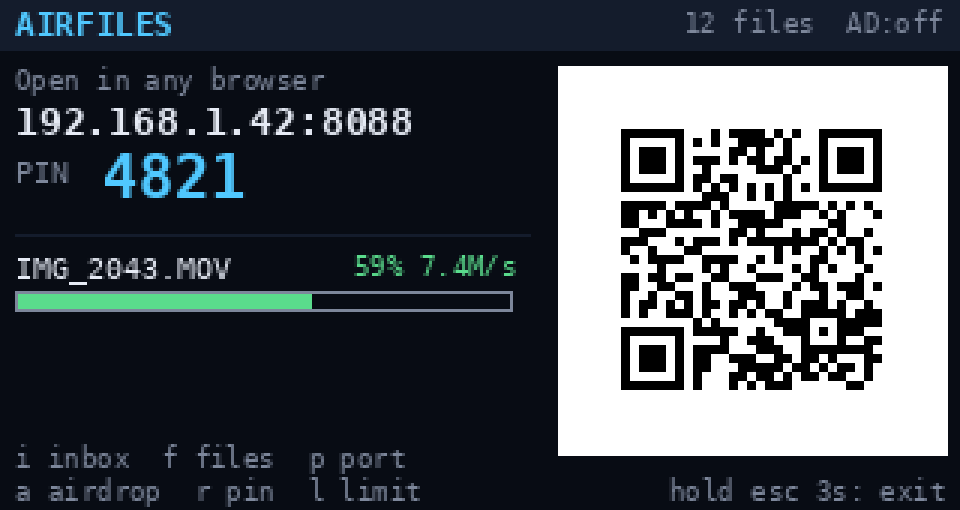 AIRFILES
12 files AD:off
Open in any browser
192.168.1.42:8088
PIN 4821
IMG_2043.MOV 59% 7.4M/s
i inbox f files p port
a airdrop r pin l limit
hold esc 3s: exit